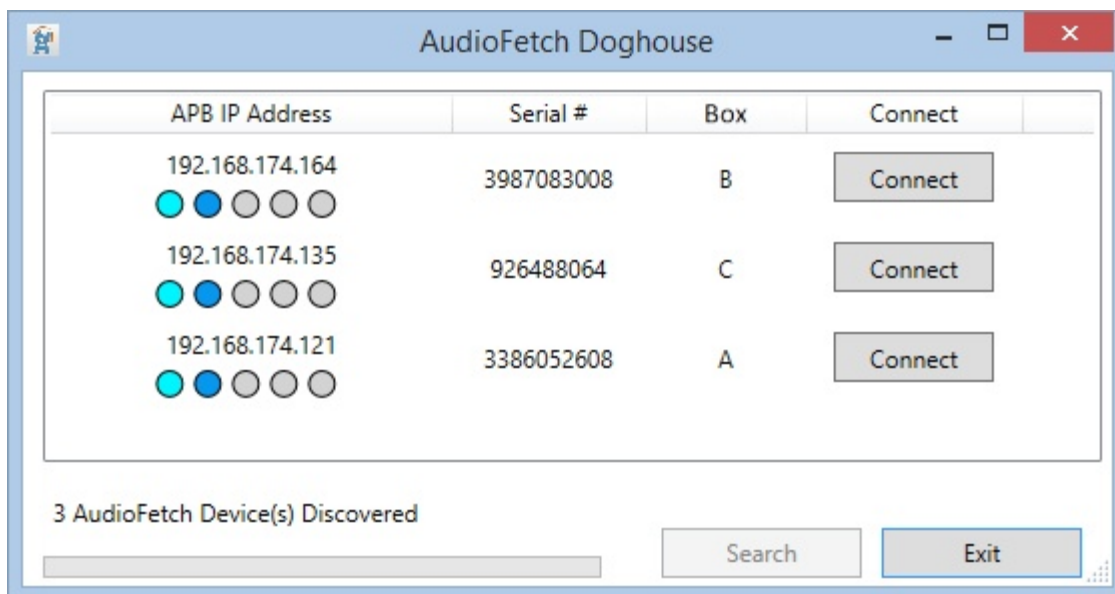 AudioFetch Doghouse
APB IP Address Serial # Box Connect
192.168.174.164
3987083008 B Connect
192.168.174.135
926488064 C Connect
192.168.174.121
3386052608 A Connect
3 AudioFetch Device(s) Discovered
Search Exit